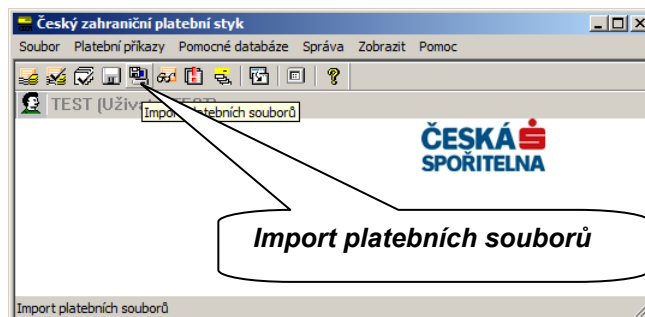 Český zahraniční platební styk
Soubor Platební příkazy Pomocné databáze Správa Zobrazit Pomoc
TEST (Uživ
Import platebních souborů
ČESKÁ
SPOŘITELNA
Import platebních souborů
Import platebních souborů